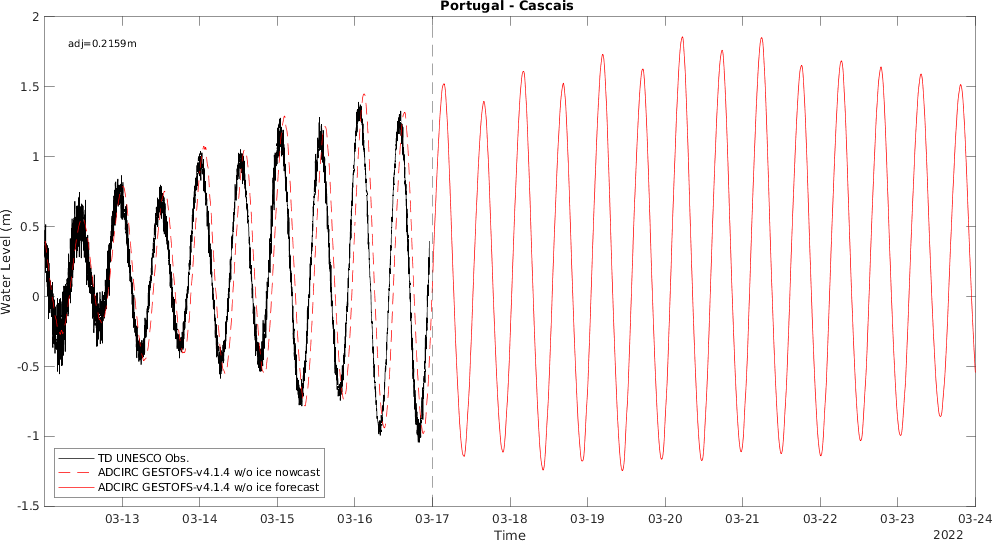 Portugal - Cascais
adj=0.2159m
2
1.5
1
0.5
0
-0.5
-1
-1.5
Water Level (m)
TD UNESCO Obs.
ADCIRC GESTOFS-v4.1.4 w/o ice nowcast
ADCIRC GESTOFS-v4.1.4 w/o ice forecast
03-13 03-14 03-15 03-16 03-17 03-18 03-19 03-20 03-21 03-22 03-23 03-24
Time
2022